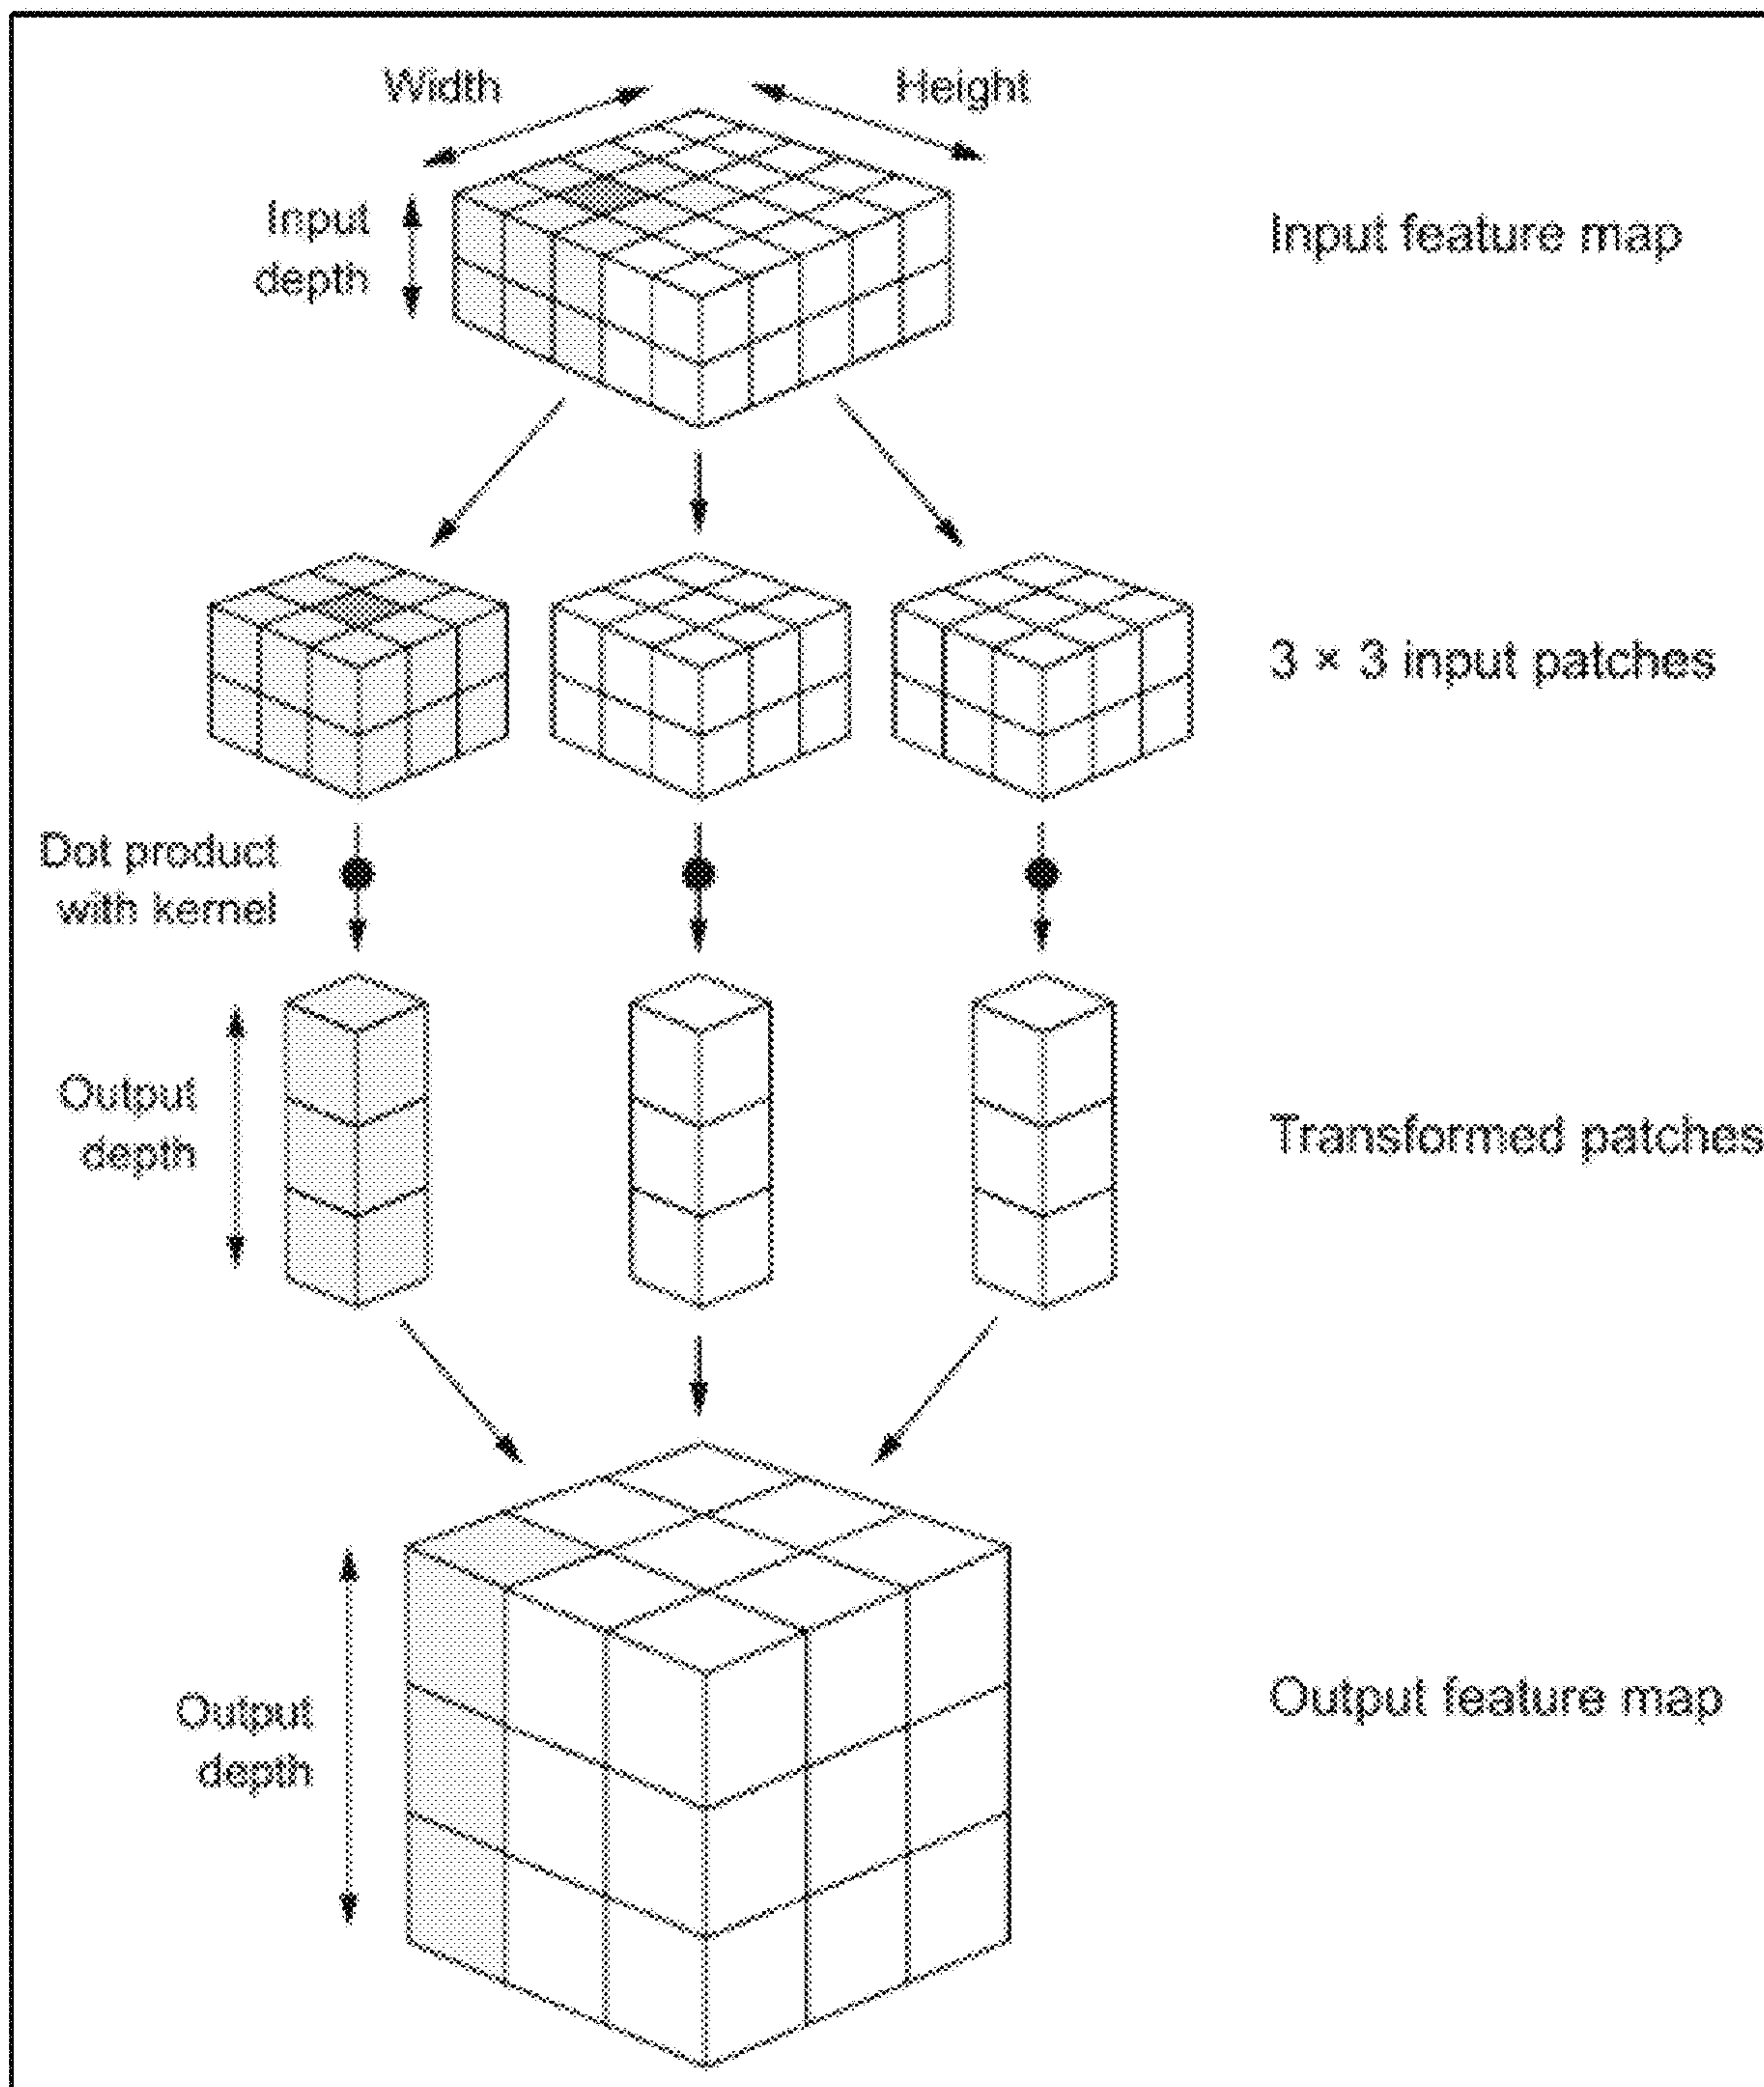 Width
Height
Input
depth
Input feature map
3 × 3 input patches
Dot product
with kernel
Output
depth
Transformed patches
Output
depth
Output feature map